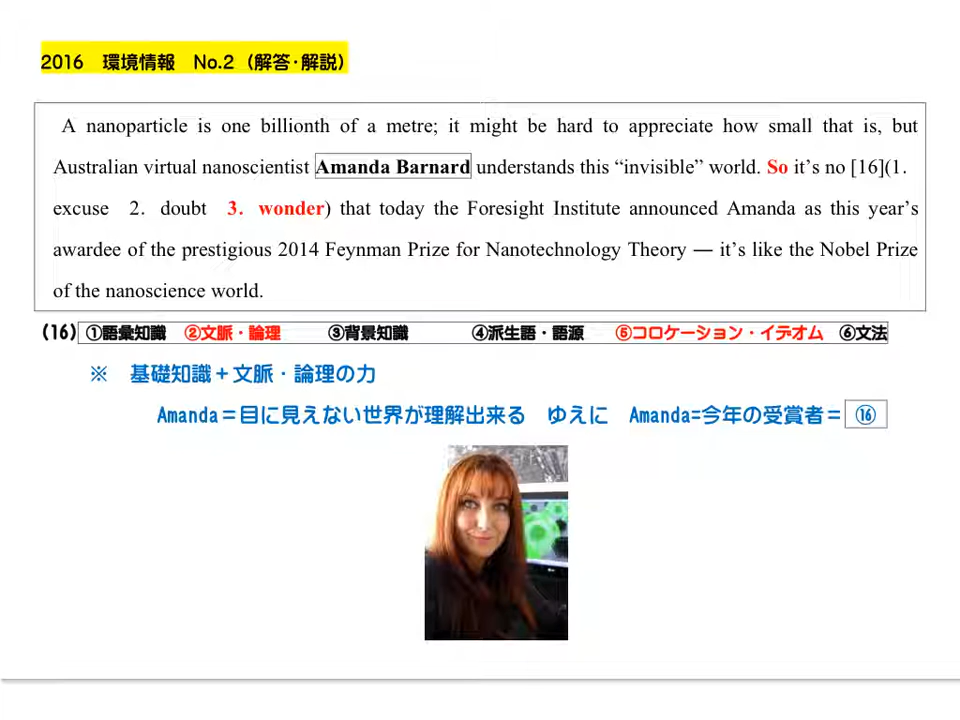 2016 環境情報 No.2 (解答・解説)
A nanoparticle is one billionth of a metre; it might be hard to appreciate how small that is, but
Australian virtual nanoscientist Amanda Barnard understands this “invisible” world. So it’s no [16](1.
excuse 2. doubt 3. wonder) that today the Foresight Institute announced Amanda as this year’s
awardee of the prestigious 2014 Feynman Prize for Nanotechnology Theory — it’s like the Nobel Prize
of the nanoscience world.
(16) ①語彙知識 ②文脈・論理 ③背景知識 ④派生語・語源 ⑤コロケーション・イデオム ⑥文法
※ 基礎知識+文脈・論理の力
Amanda=目に見えない世界が理解出来る ゆえに Amanda=今年の受賞者= ⑯